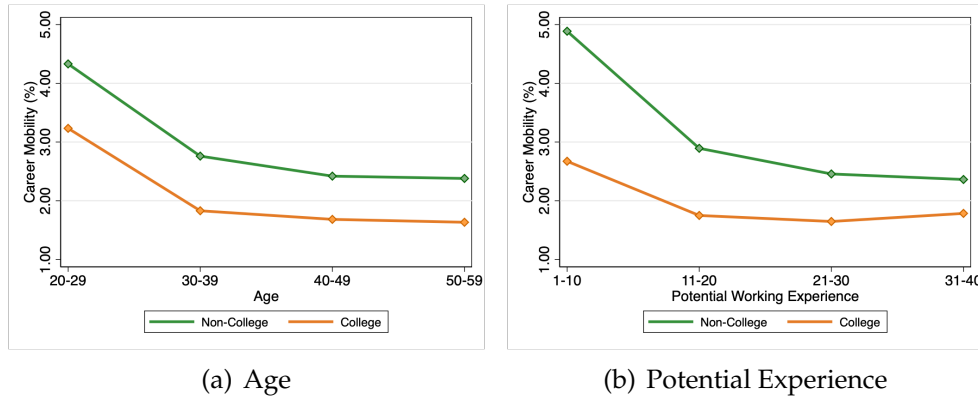 5.00
4.00
3.00
2.00
1.00
Career Mobility (%)
20-29 30-39 40-49 50-59
Age
Non-College College
(a) Age
5.00
4.00
3.00
2.00
1.00
Career Mobility (%)
1-10 11-20 21-30 31-40
Potential Working Experience
Non-College College
(b) Potential Experience